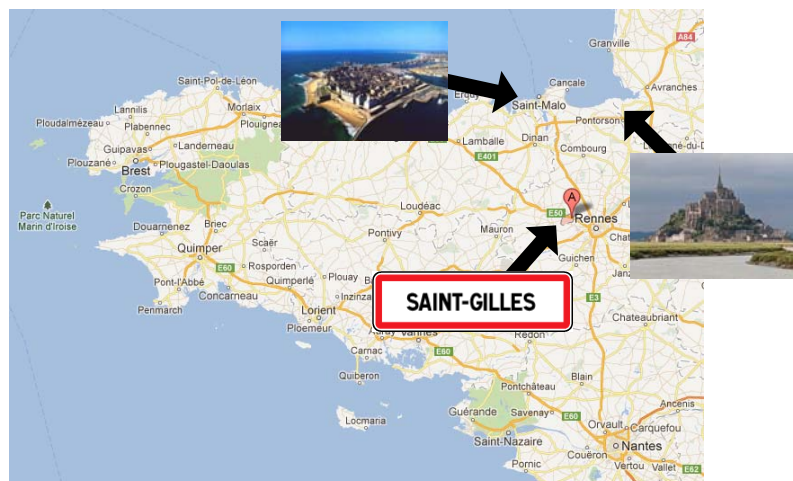 Granville
A84
Saint-Pol-de-Léon
Cancale
Avranches
Lannilis
Morlaix
Saint-Malo
Ploudalmézeau
Plabennec
Pontorson
Guipavas
Landerneau
Lamballe
Dinan
Combourg
Plouzané
Brest
Plougastel-Daoulas
E401
Crozon
A
Parc Naturel
Marin d'Iroise
Loudéac
E50
Rennes
Douarnenez
Briec
Pontivy
Mauron
Quimper
Scaër
Guichen
E60
Rosporden
Plouay
Pont-l'Abbé
Quimperlé
Concarneau
E3
Penmarch
Lorient
SAINT-GILLES
Ploemeur
Chateaubriant
Vannes
Redon
Carnac
E60
Quiberon
Blain
Pontchâteau
Ancenis
Locmaria
Guérande
Savenay
E60
Orvault
Carquefou
Saint-Nazaire
Nantes
Couëron
Pornic
Vertou
Vallet
E62